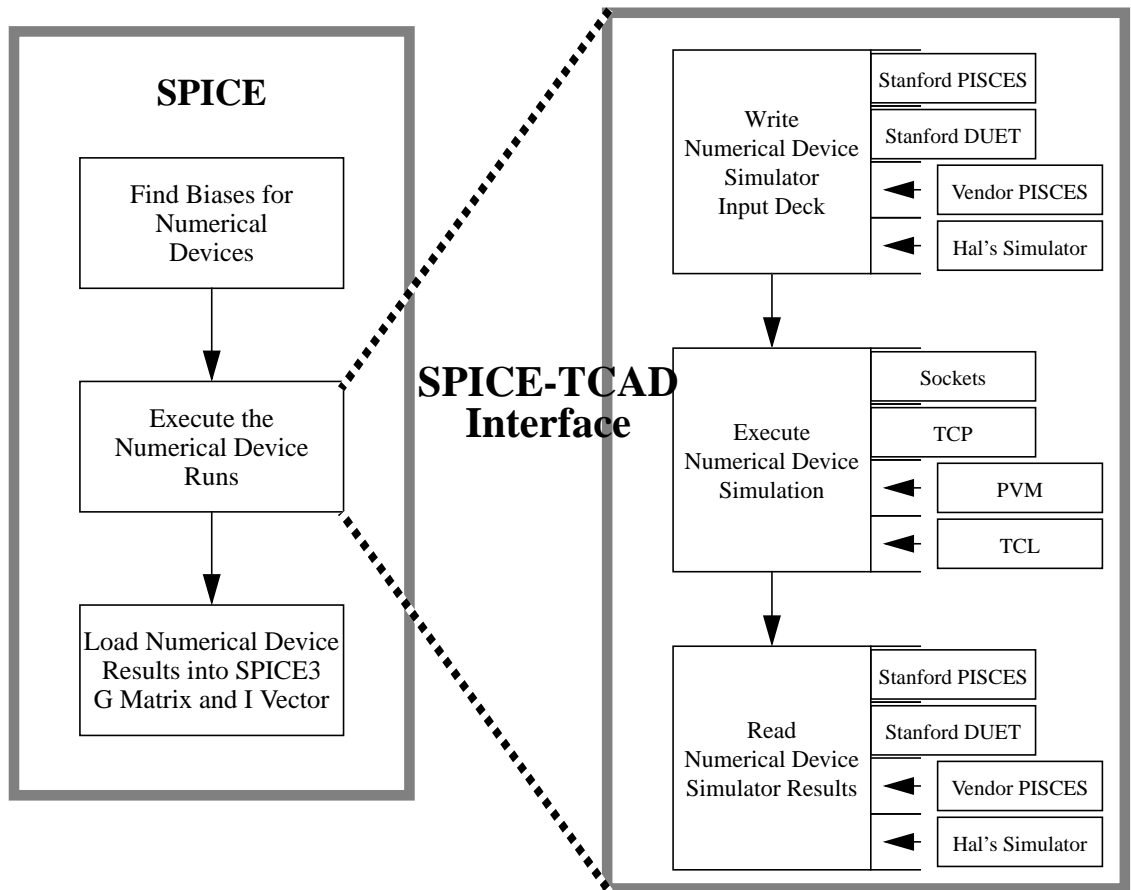 SPICE
Find Biases for
Numerical
Devices
Execute the
Numerical Device
Runs
Load Numerical Device
Results into SPICE3
G Matrix and I Vector
SPICE-TCAD
Interface
Write
Numerical Device
Simulator
Input Deck
Stanford PISCES
Stanford DUET
Vendor PISCES
Hal's Simulator
Execute
Numerical Device
Simulation
Sockets
TCP
PVM
TCL
Read
Numerical Device
Simulator Results
Stanford PISCES
Stanford DUET
Vendor PISCES
Hal's Simulator